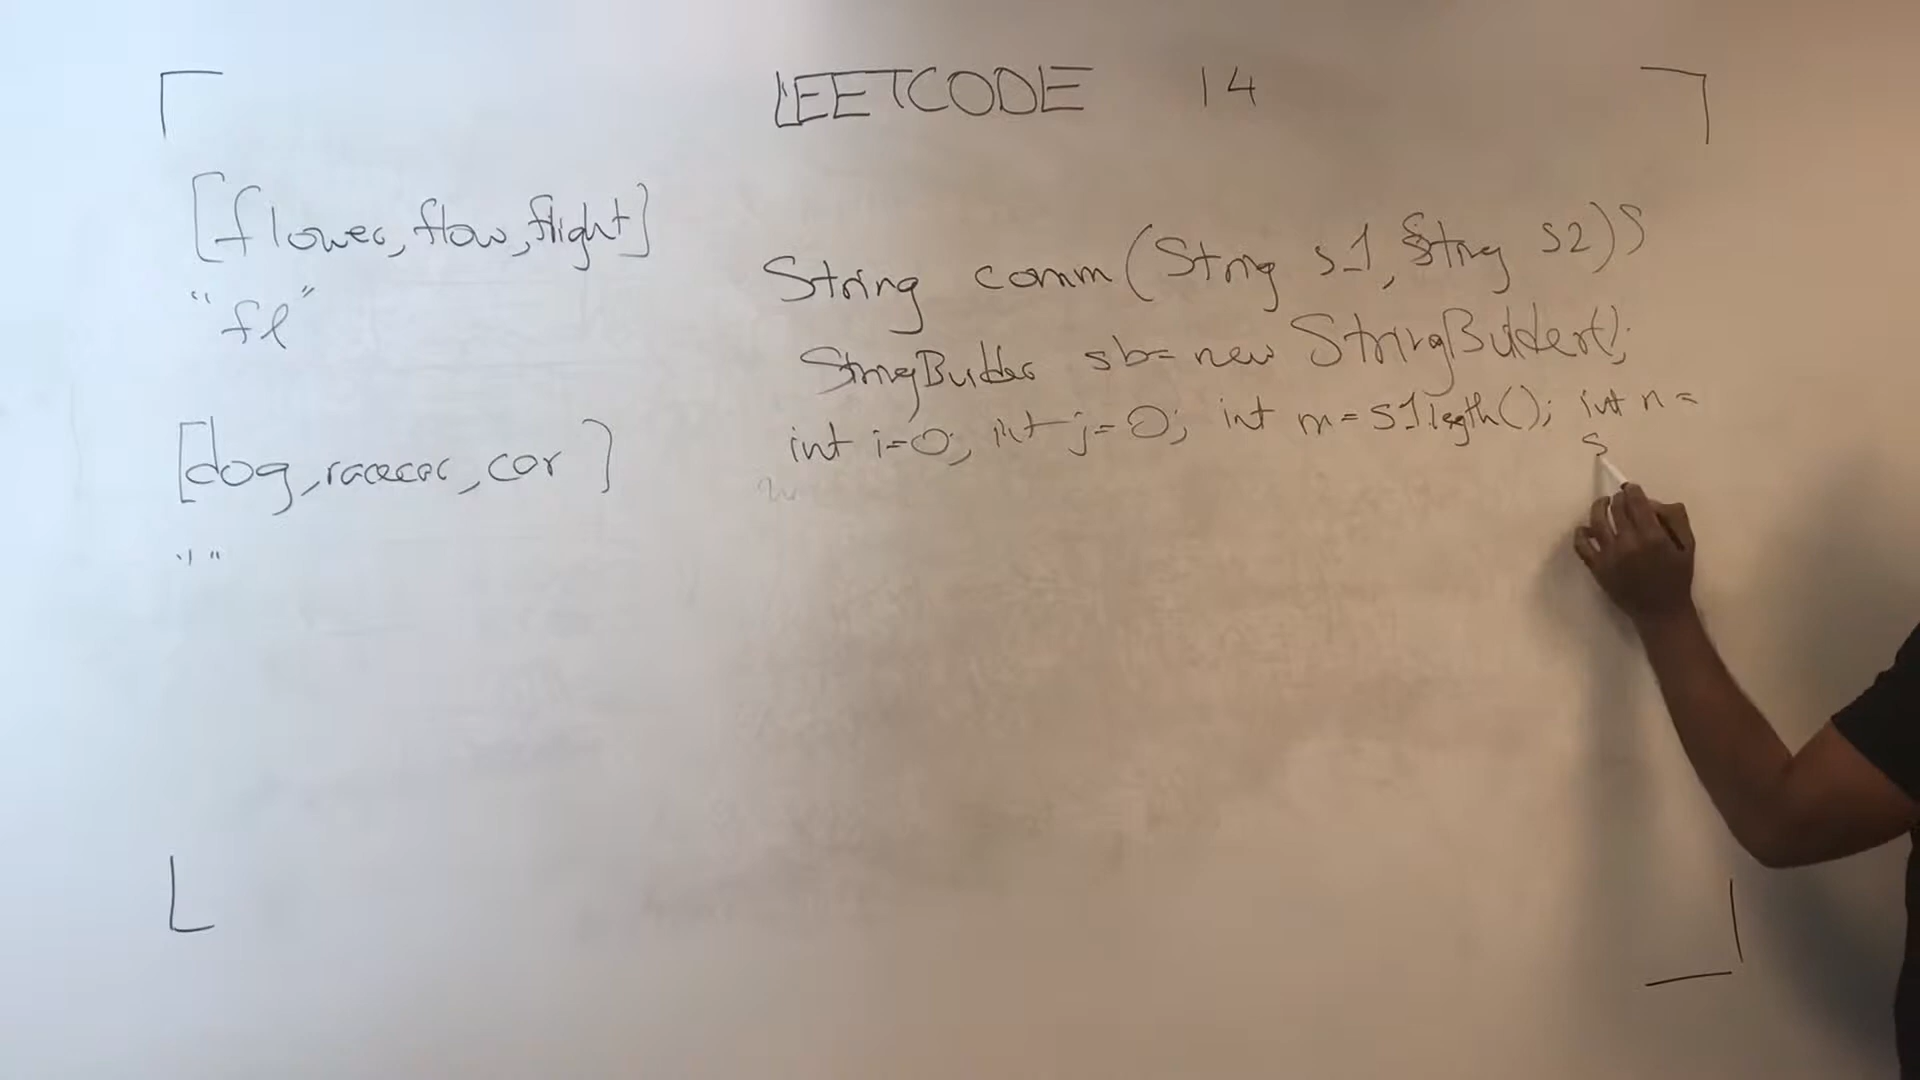 LEETCODE 14
[flower, flow, flight]
"fl"
[dog, racecar, car]
" "
String comm(String s1, String s2){
StringBuilder sb= new StringBuilder();
int i=0; int j=0; int m=s1.legth(); int n=
s